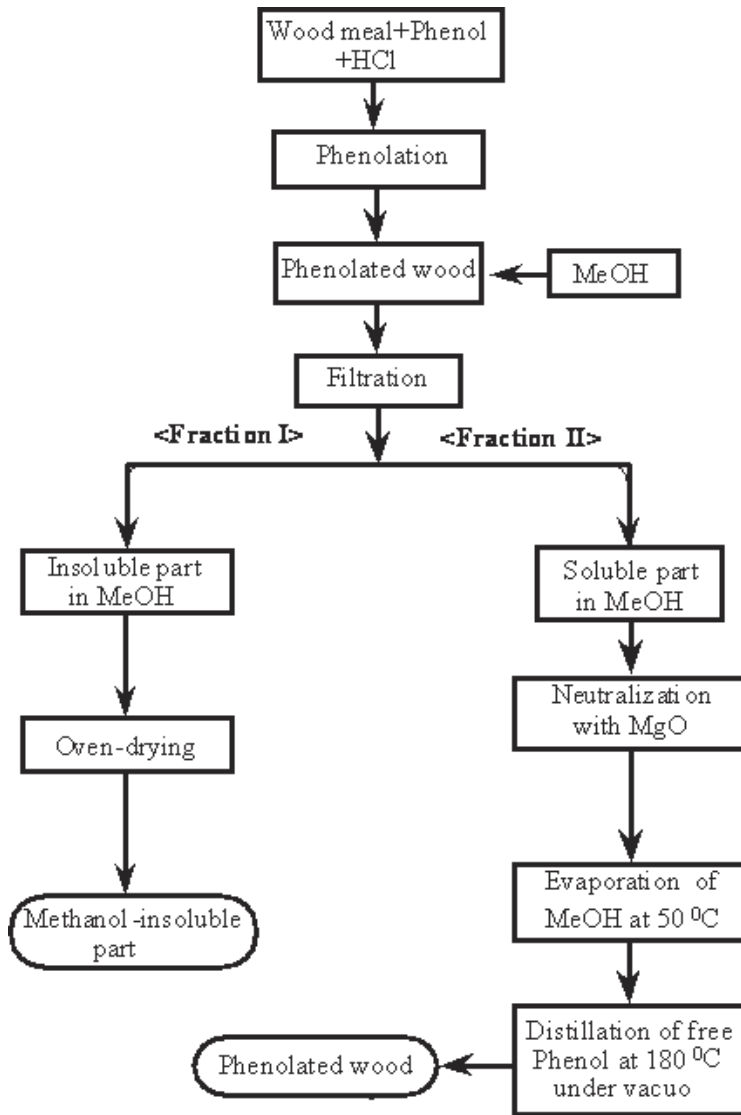 Wood meal+Phenol
+HCl
Phenolation
Phenolated wood
MeOH
Filtration
<Fraction I>
<Fraction II>
Insoluble part
in MeOH
Soluble part
in MeOH
Oven-drying
Neutralization
with MgO
Methanol-insoluble
part
Evaporation of
MeOH at 50 ⁰C
Distillation of free
Phenol at 180 ⁰C
under vacuo
Phenolated wood